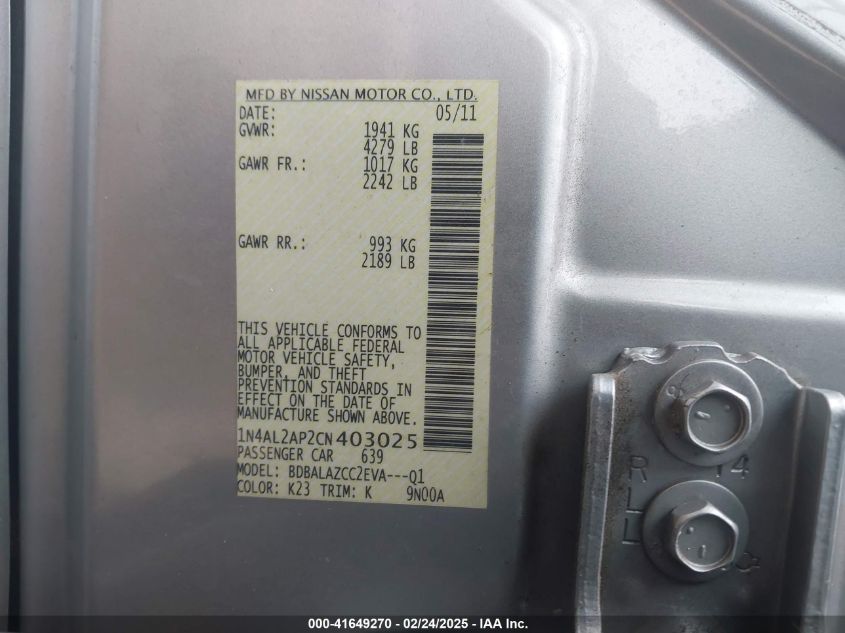 MFD BY NISSAN MOTOR CO., LTD.
DATE: 05/11
GVWR: 1941 KG
4279 LB
GAWR FR.: 1017 KG
2242 LB
GAWR RR.: 993 KG
2189 LB
THIS VEHICLE CONFORMS TO
ALL APPLICABLE FEDERAL
MOTOR VEHICLE SAFETY,
BUMPER, AND THEFT
PREVENTION STANDARDS IN
EFFECT ON THE DATE OF
MANUFACTURE SHOWN ABOVE.
1N4AL2AP2CN403025
PASSENGER CAR 639
MODEL: BDBALAZCC2EVA---Q1
COLOR: K23 TRIM: K 9N00A
R 14
L
L
000-41649270 - 02/24/2025 - IAA Inc.